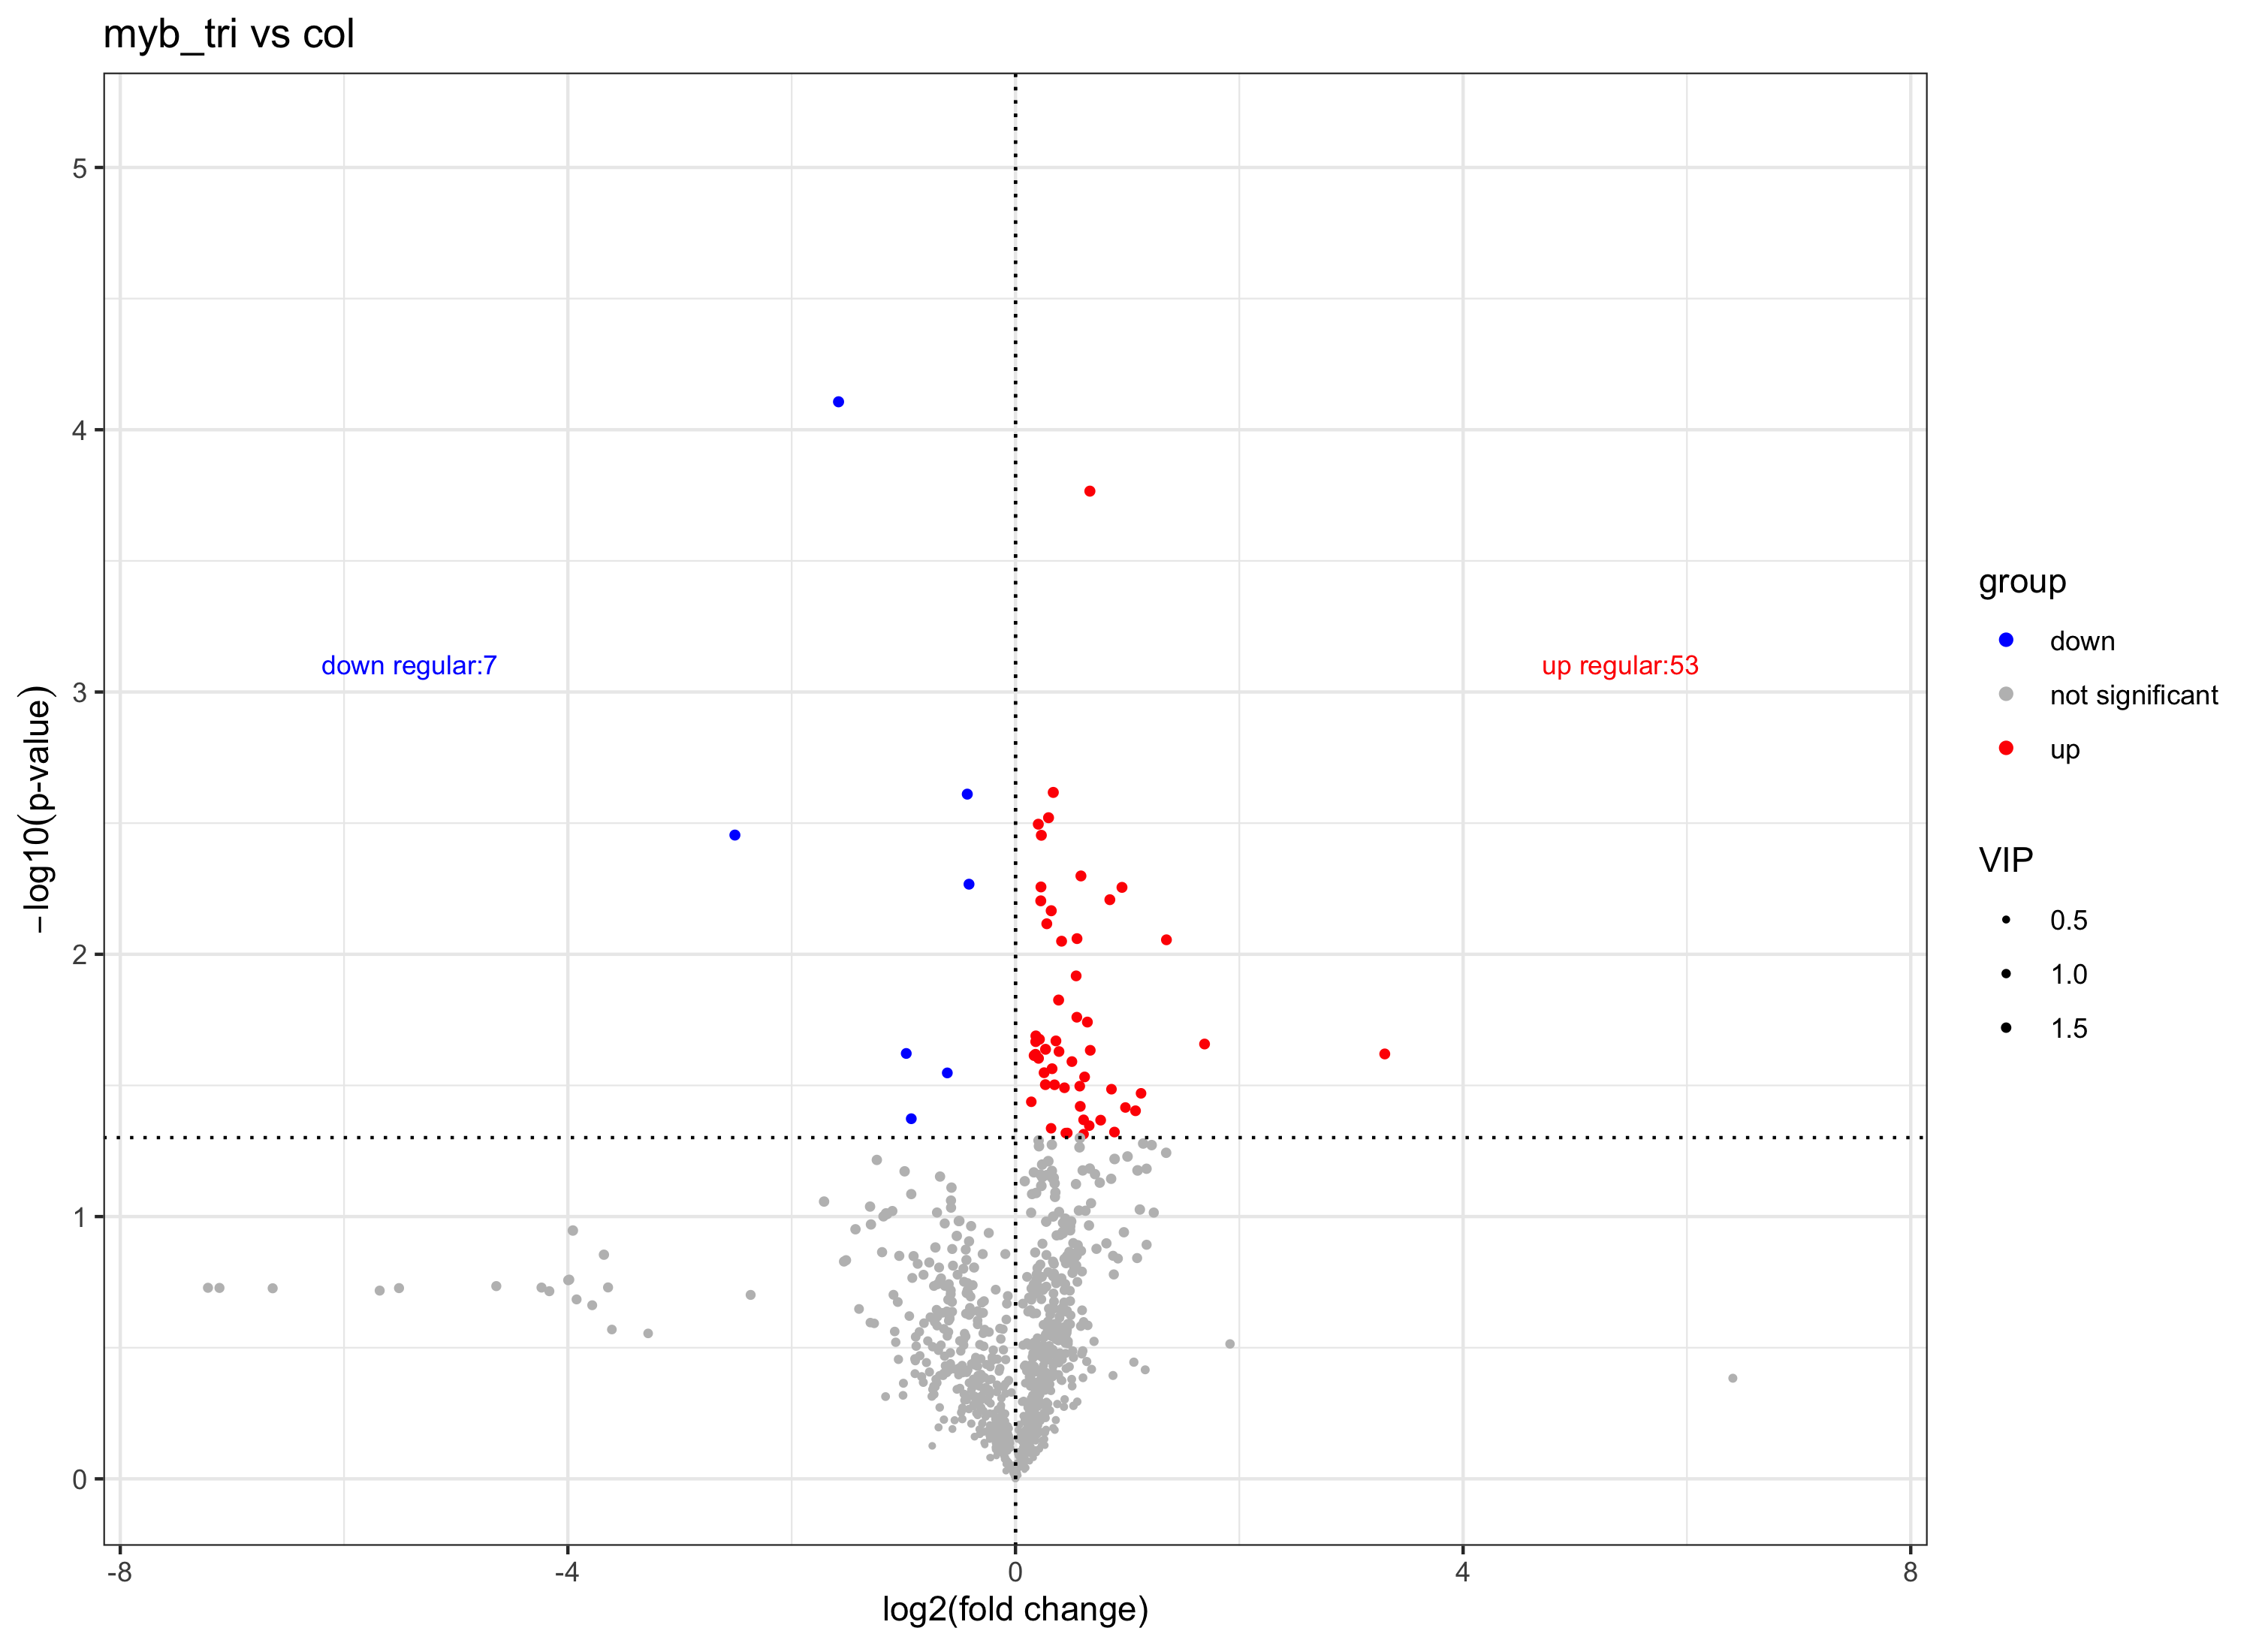 myb_tri vs col
5
4
3
2
1
0
-8
-4
0
4
8
−log10(p-value)
log2(fold change)
down regular:7
up regular:53
group
down
not significant
up
VIP
0.5
1.0
1.5